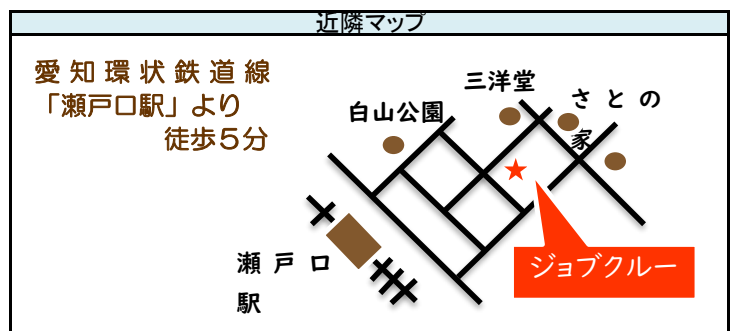 近隣マップ
愛知環状鉄道線
「瀬戸口駅」より
徒歩５分
三洋堂
さとの
家
白山公園
瀬戸口
駅
ジョブクルー